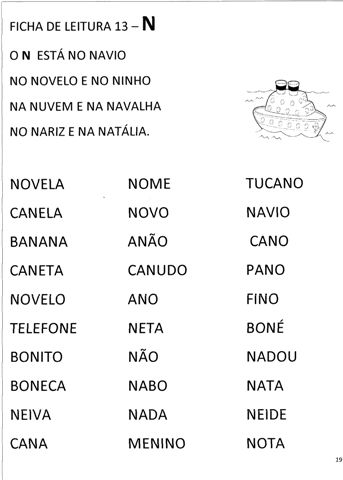 FICHA DE LEITURA 13 – N
O N ESTÁ NO NAVIO
NO NOVELO E NO NINHO
NA NUVEM E NA NAVALHA
NO NARIZ E NA NATÁLIA.
NOVELA NOME TUCANO
CANELA NOVO NAVIO
BANANA ANÃO CANO
CANETA CANUDO PANO
NOVELO ANO FINO
TELEFONE NETA BONÉ
BONITO NÃO NADOU
BONECA NABO NATA
NEIVA NADA NEIDE
CANA MENINO NOTA
19